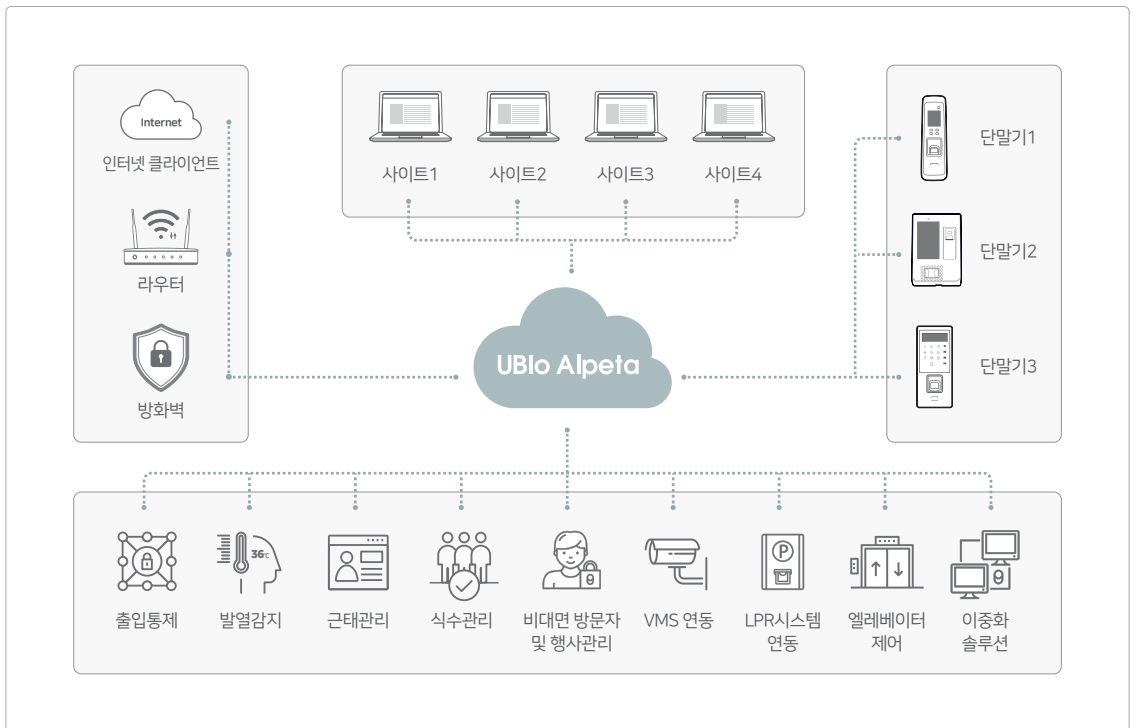 Internet
인터넷 클라이언트
라우터
방화벽
사이트1
사이트2
사이트3
사이트4
단말기1
단말기2
단말기3
UBIo Alpeta
36℃
출입통제
발열감지
근태관리
식수관리
비대면 방문자
및 행사관리
VMS 연동
P
LPR시스템
연동
엘레베이터
제어
이중화
솔루션